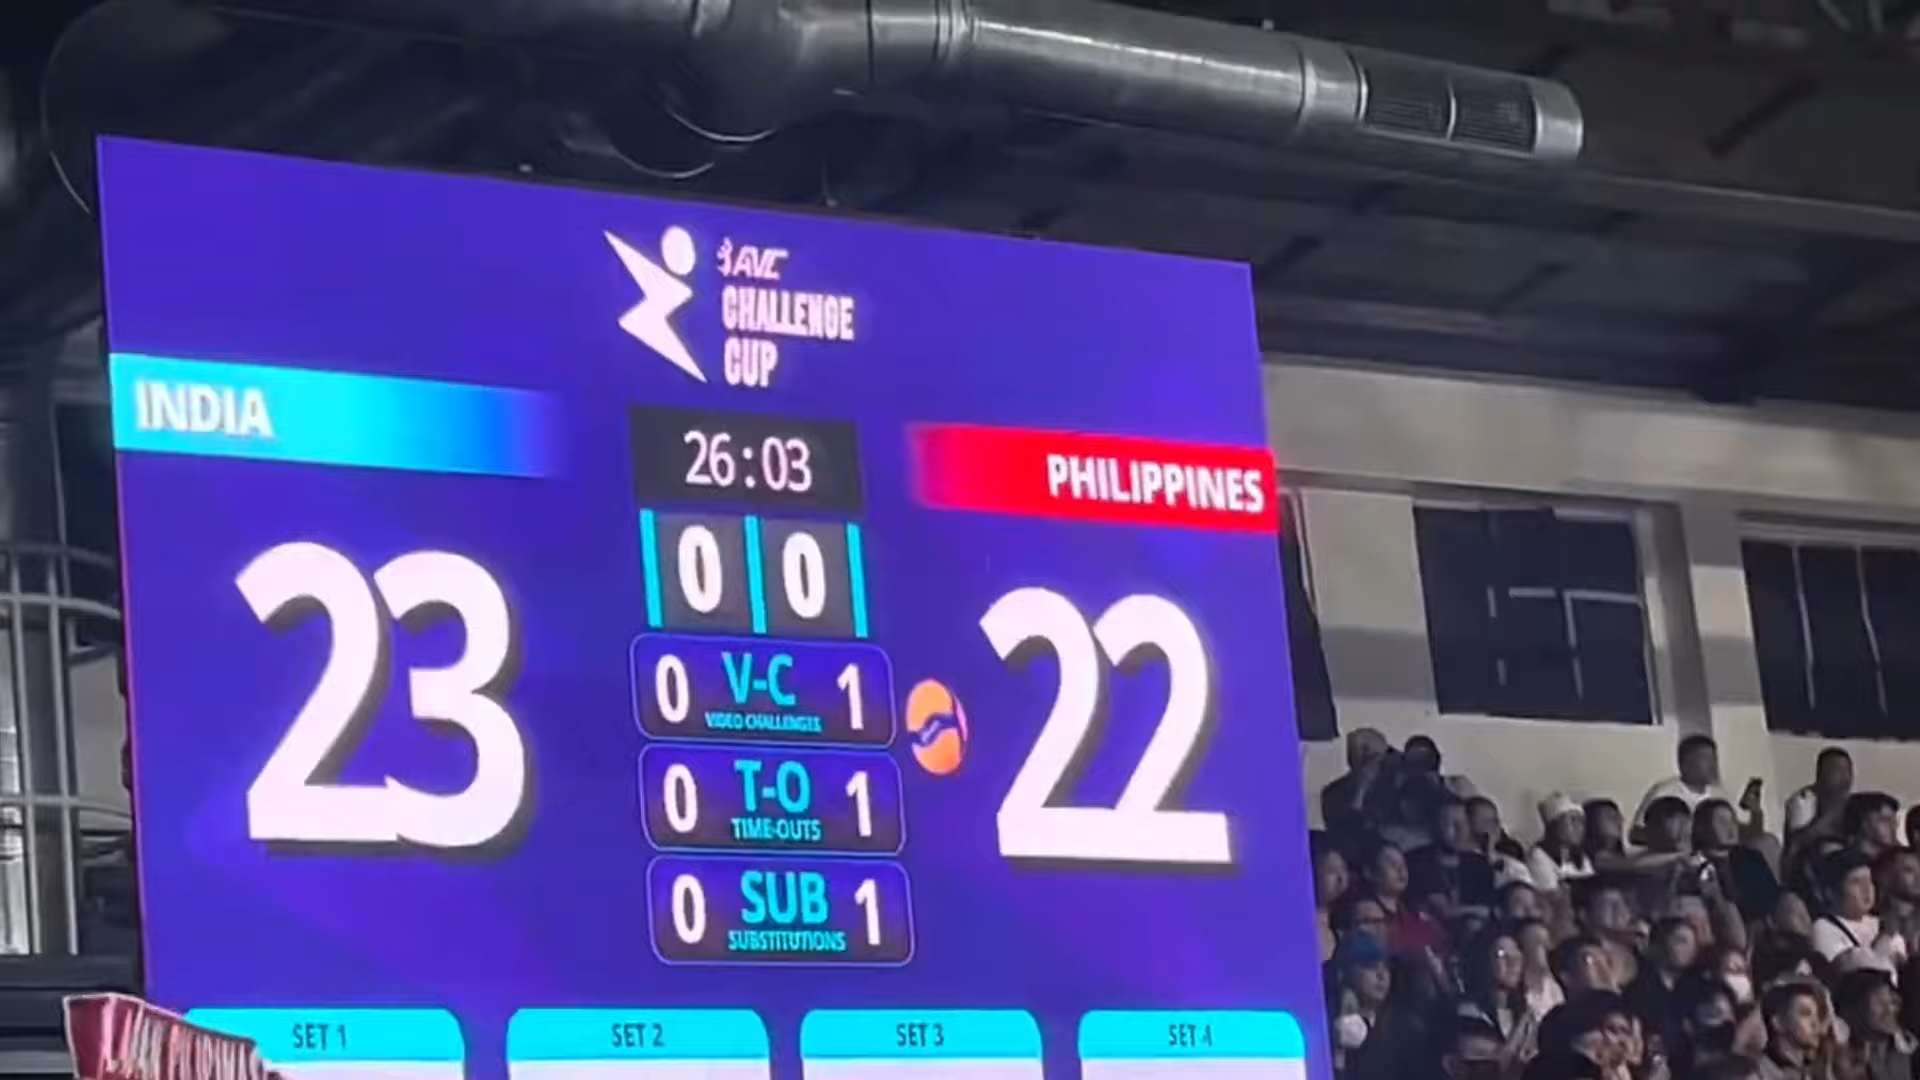 AVC
CHALLENGE
CUP
INDIA
26:03
PHILIPPINES
0 0
23
22
0 V-C 1
VIDEO CHALLENGES
0 T-O 1
TIME-OUTS
0 SUB 1
SUBSTITUTIONS
SET 1 SET 2 SET 3 SET 4